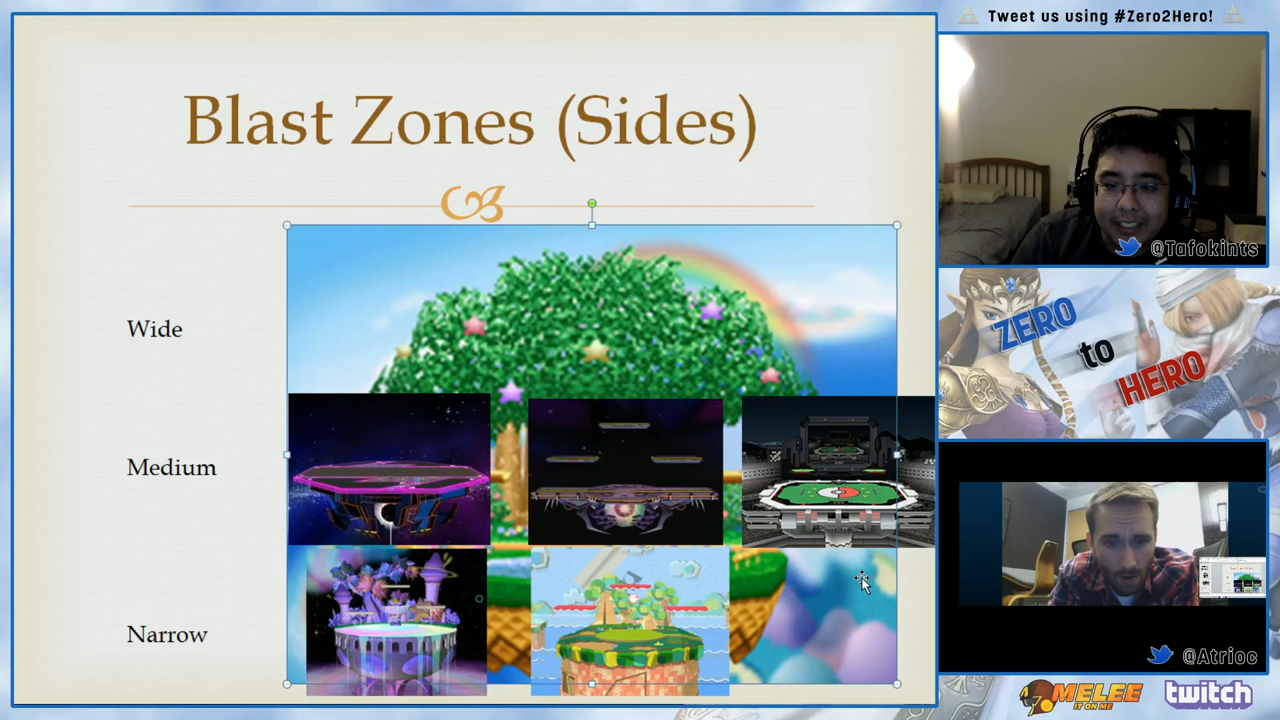 Tweet us using #Zero2Hero!
Blast Zones (Sides)
Wide
Medium
Narrow
@Tafokints
ZERO
to
HERO
@Atrioc
MELEE
IT ON ME
twitch